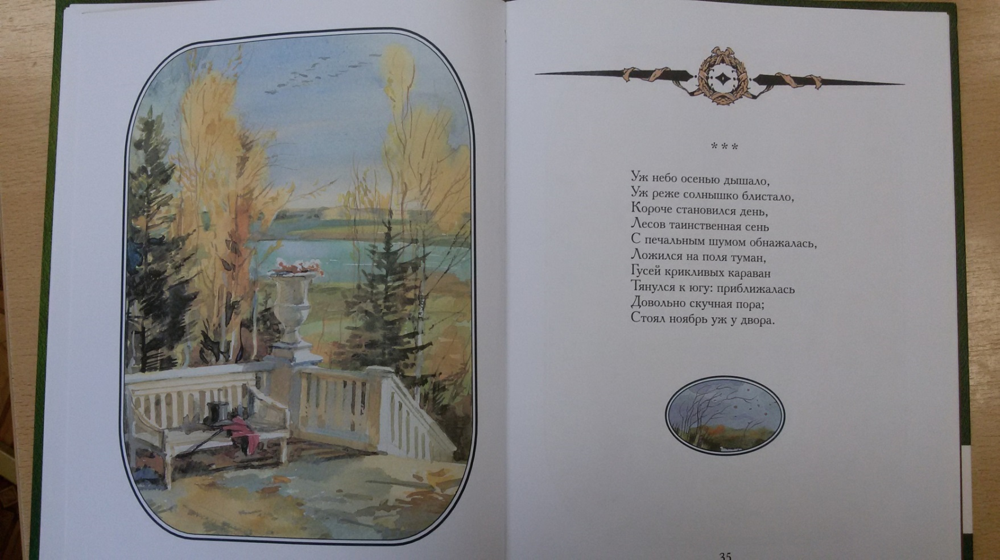 * * *
Уж небо осенью дышало,
Уж реже солнышко блистало,
Короче становился день,
Лесов таинственная сень
С печальным шумом обнажалась,
Ложился на поля туман,
Гусей крикливых караван
Тянулся к югу: приближалась
Довольно скучная пора;
Стоял ноябрь уж у двора.
35